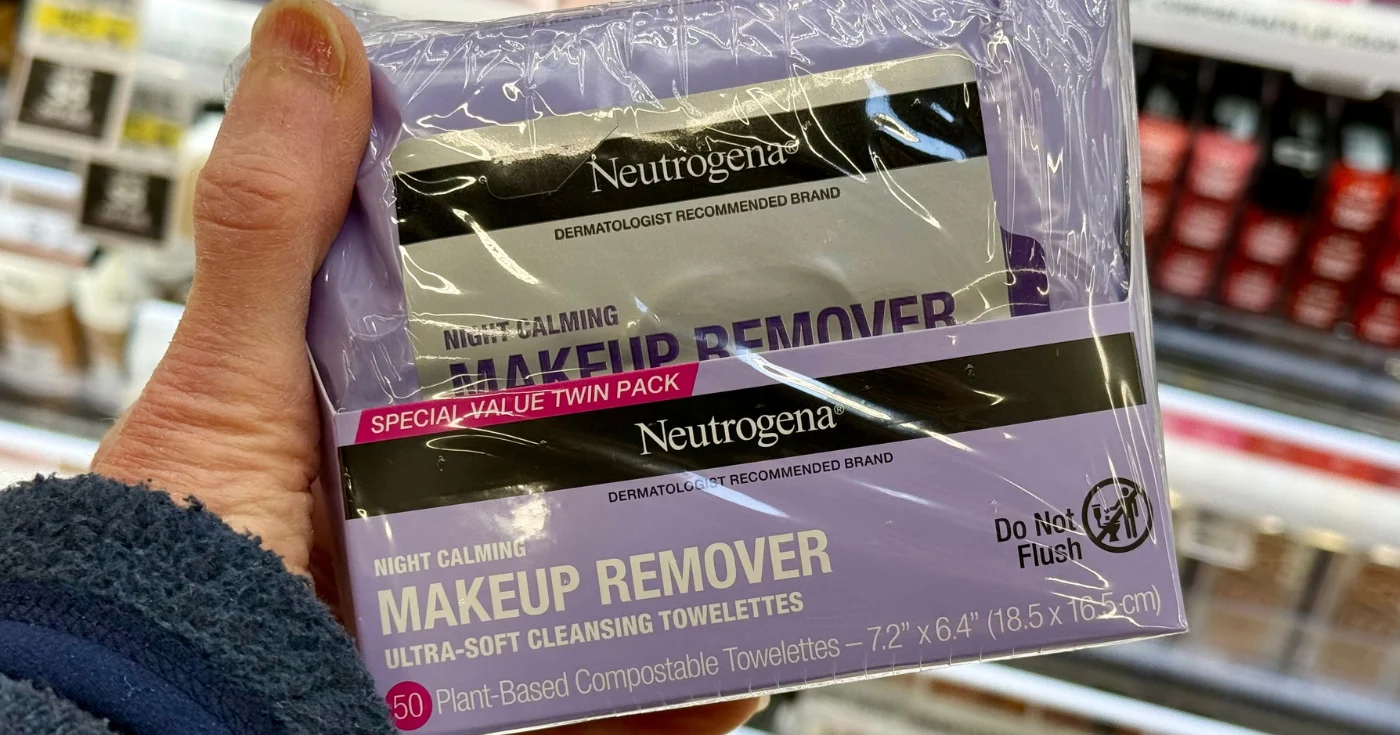 Neutrogena®
DERMATOLOGIST RECOMMENDED BRAND
NIGHT CALMING
MAKEUP REMOVER
SPECIAL VALUE TWIN PACK
Neutrogena®
DERMATOLOGIST RECOMMENDED BRAND
Do Not
Flush
NIGHT CALMING
MAKEUP REMOVER
ULTRA-SOFT CLEANSING TOWELETTES
50 Plant-Based Compostable Towelettes – 7.2” x 6.4” (18.5 x 16.5 cm)